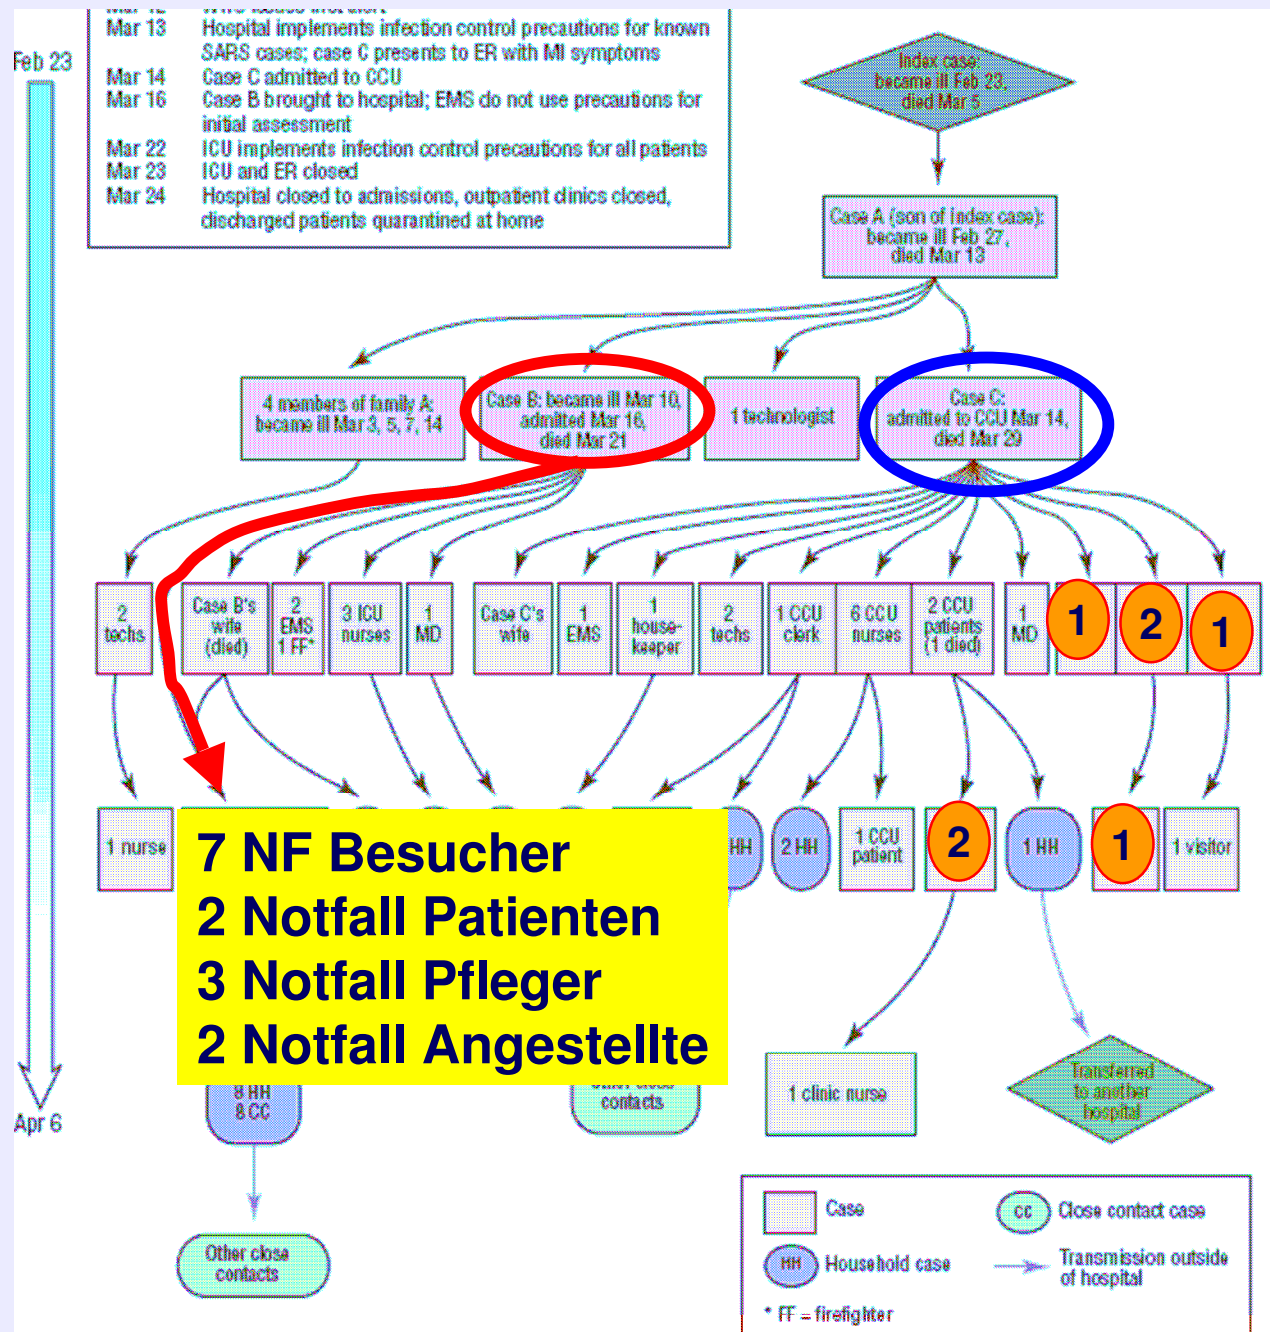 Mar 13 Hospital implements infection control precautions for known
SARS cases; case C presents to ER with MI symptoms
Mar 14 Case C admitted to CCU
Mar 16 Case B brought to hospital; EMS do not use precautions for
initial assessment
Mar 22 ICU implements infection control precautions for all patients
Mar 23 ICU and ER closed
Mar 24 Hospital closed to admissions, outpatient clinics closed,
discharged patients quarantined at home
Feb 23
Index case:
became ill Feb 23,
died Mar 5
Case A (son of index case):
became ill Feb 27,
died Mar 13
4 members of family A:
became ill Mar 3, 5, 7, 14
Case B: became ill Mar 10,
admitted Mar 16,
died Mar 21
1 technologist
Case C:
admitted to CCU Mar 14,
died Mar 29
2
techs
Case B's
wife
(died)
2
EMS
1 FF*
3 ICU
nurses
1
MD
Case C's
wife
1
EMS
1
house-
keeper
2
techs
1 CCU
clerk
6 CCU
nurses
2 CCU
patients
(1 died)
1
MD
1
2
1
1 nurse
7 NF Besucher
2 Notfall Patienten
3 Notfall Pfleger
2 Notfall Angestellte
HH
2 HH
1 CCU
patient
2
1 HH
1
1 visitor
8 HH
8 CC
Other close
contacts
1 clinic nurse
Transferred
to another
hospital
Apr 6
Other close
contacts
Case
CC Close contact case
HH Household case
Transmission outside
of hospital
* FF = firefighter